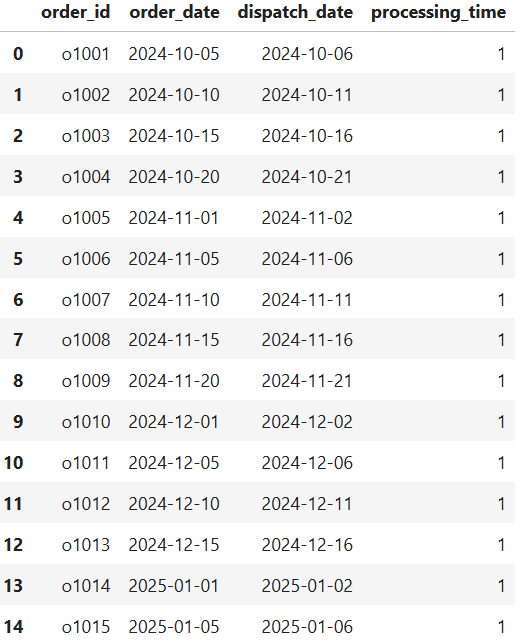 order_id order_date dispatch_date processing_time
0 o1001 2024-10-05 2024-10-06 1
1 o1002 2024-10-10 2024-10-11 1
2 o1003 2024-10-15 2024-10-16 1
3 o1004 2024-10-20 2024-10-21 1
4 o1005 2024-11-01 2024-11-02 1
5 o1006 2024-11-05 2024-11-06 1
6 o1007 2024-11-10 2024-11-11 1
7 o1008 2024-11-15 2024-11-16 1
8 o1009 2024-11-20 2024-11-21 1
9 o1010 2024-12-01 2024-12-02 1
10 o1011 2024-12-05 2024-12-06 1
11 o1012 2024-12-10 2024-12-11 1
12 o1013 2024-12-15 2024-12-16 1
13 o1014 2025-01-01 2025-01-02 1
14 o1015 2025-01-05 2025-01-06 1